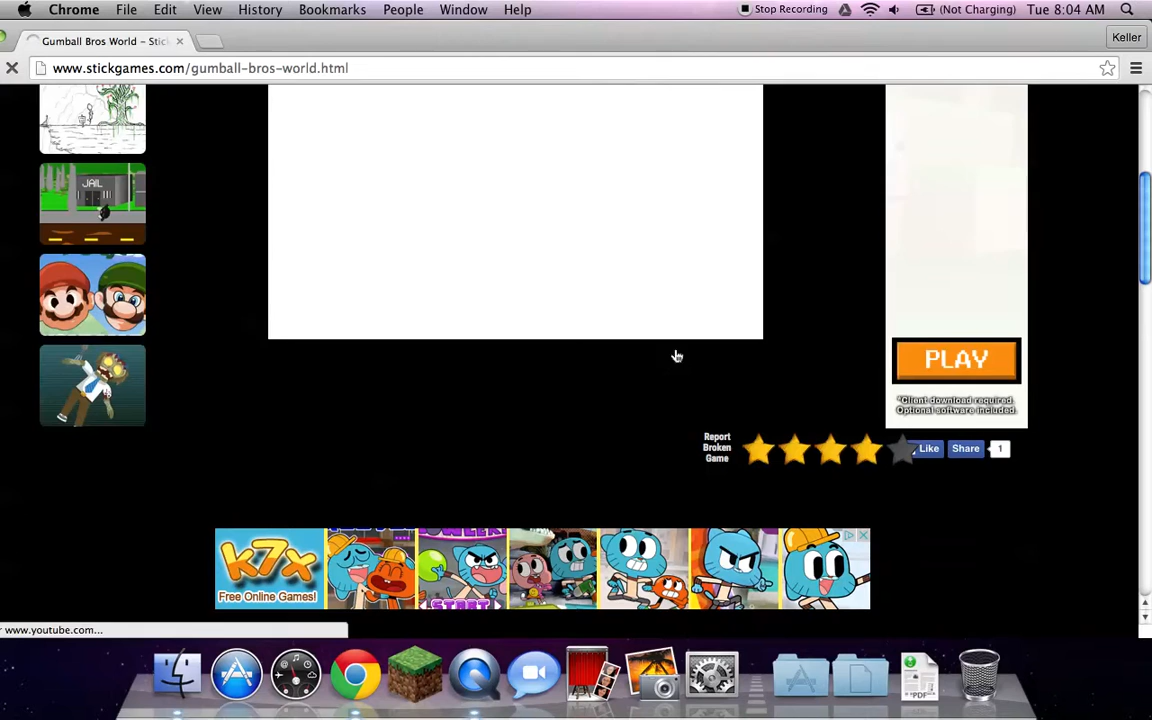 Chrome File Edit View History Bookmarks People Window Help
Stop Recording (Not Charging) Tue 8:04 AM
Gumball Bros World – Stick
Keller
www.stickgames.com/gumball-bros-world.html
JAIL
PLAY
*Client download required.
Optional software included.
Report
Broken
Game
Like Share 1
k7x
Free Online Games!
START
www.youtube.com...
PDF